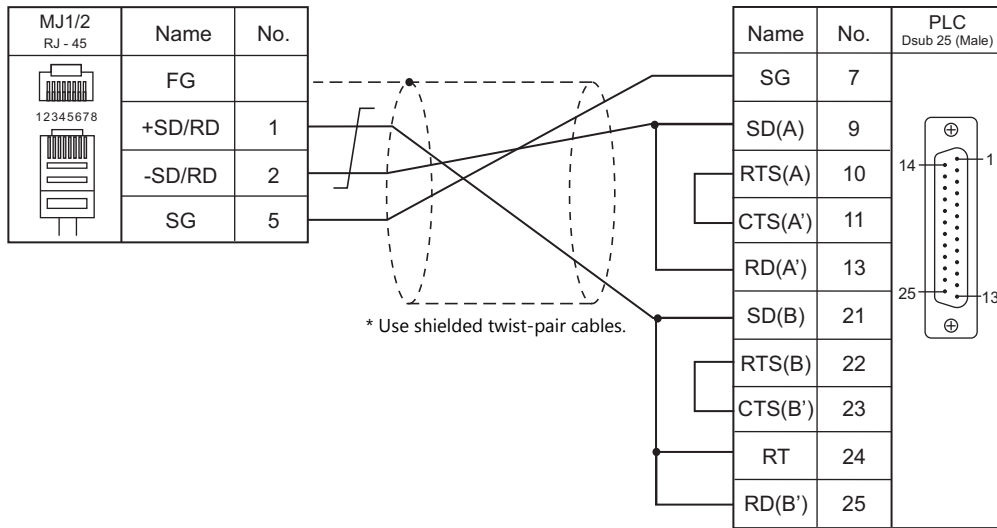 MJ1/2
RJ - 45
Name
No.
FG
12345678
+SD/RD
1
-SD/RD
2
SG
5
* Use shielded twist-pair cables.
Name
No.
PLC
Dsub 25 (Male)
SG
7
SD(A)
9
RTS(A)
10
CTS(A’)
11
RD(A’)
13
SD(B)
21
RTS(B)
22
CTS(B’)
23
RT
24
RD(B’)
25
14
1
25
13